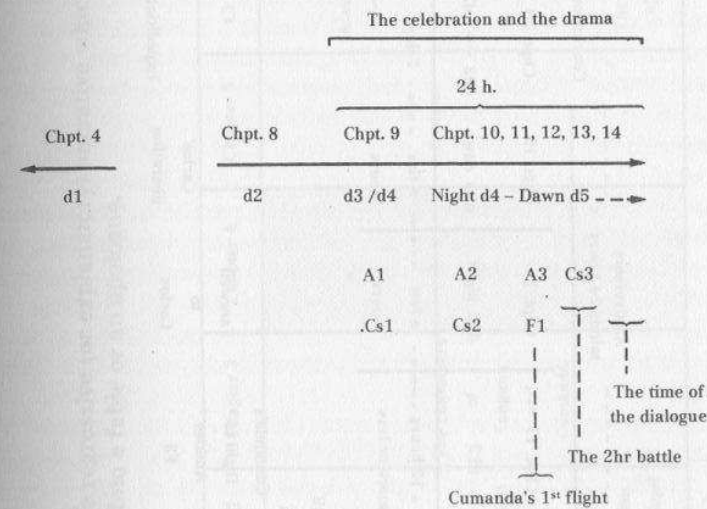 The celebration and the drama
24 h.
Chpt. 4 Chpt. 8 Chpt. 9 Chpt. 10, 11, 12, 13, 14
d1 d2 d3 /d4 Night d4 – Dawn d5
A1 A2 A3 Cs3
.Cs1 Cs2 F1
The time of
the dialogue
The 2hr battle
Cumanda's 1st flight